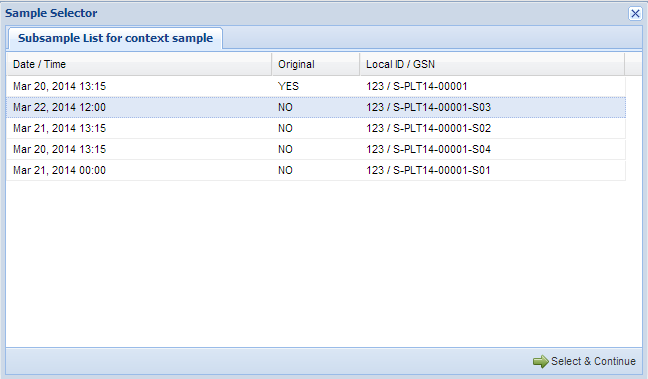 Sample Selector
Subsample List for context sample
Date / Time Original Local ID / GSN
Mar 20, 2014 13:15 YES 123 / S-PLT14-00001
Mar 22, 2014 12:00 NO 123 / S-PLT14-00001-S03
Mar 21, 2014 13:15 NO 123 / S-PLT14-00001-S02
Mar 20, 2014 13:15 NO 123 / S-PLT14-00001-S04
Mar 21, 2014 00:00 NO 123 / S-PLT14-00001-S01
Select & Continue